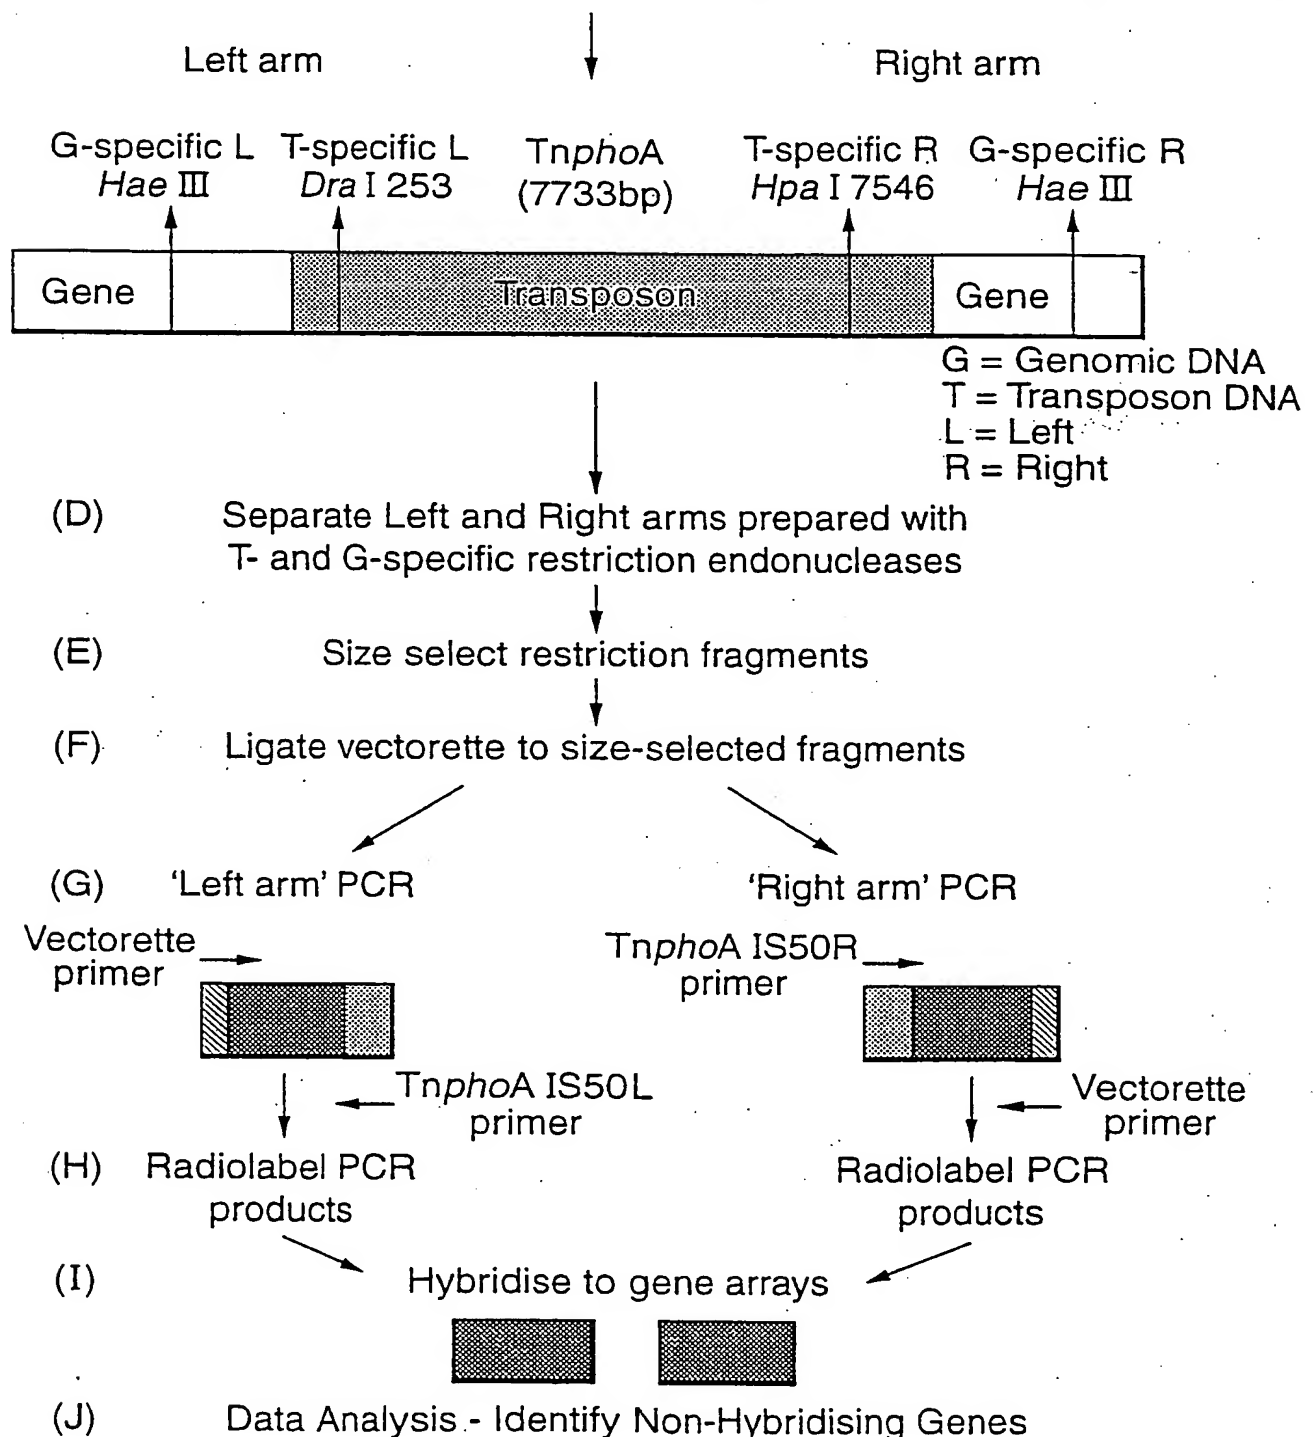 Left arm
Right arm
G-specific L
Hae III
T-specific L
Dra I 253
TnphoA
(7733bp)
T-specific R
Hpa I 7546
G-specific R
Hae III
Gene
Transposon
Gene
G = Genomic DNA
T = Transposon DNA
L = Left
R = Right
(D)
Separate Left and Right arms prepared with
T- and G-specific restriction endonucleases
(E)
Size select restriction fragments
(F)
Ligate vectorette to size-selected fragments
(G)
'Left arm' PCR
'Right arm' PCR
Vectorette
primer
TnphoA IS50R
primer
TnphoA IS50L
primer
Vectorette
primer
(H)
Radiolabel PCR
products
Radiolabel PCR
products
(I)
Hybridise to gene arrays
(J)
Data Analysis - Identify Non-Hybridising Genes